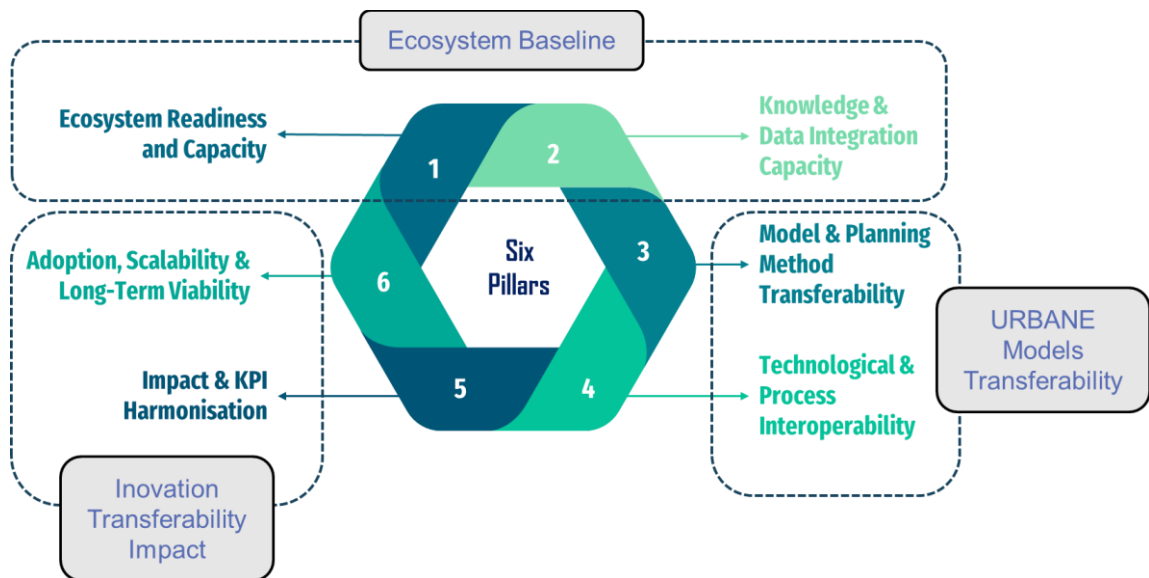 Ecosystem Baseline
Ecosystem Readiness
and Capacity
Knowledge &
Data Integration
Capacity
1
2
3
4
5
6
Six
Pillars
Adoption, Scalability &
Long-Term Viability
Model & Planning
Method
Transferability
URBANE
Models
Transferability
Impact & KPI
Harmonisation
Technological &
Process
Interoperability
Inovation
Transferability
Impact